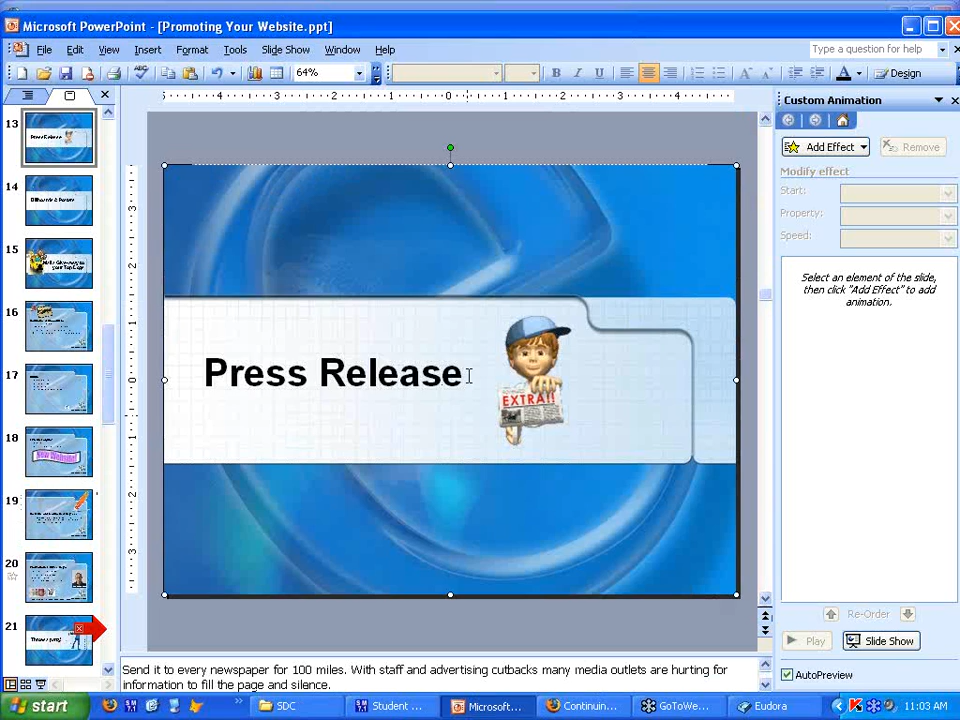 Microsoft PowerPoint - [Promoting Your Website.ppt]
File Edit View Insert Format Tools Slide Show Window Help
Type a question for help
64%
B I U
Design
Custom Animation
Add Effect
Remove
Modify effect
Start:
Property:
Speed:
Select an element of the slide,
then click "Add Effect" to add
animation.
13
Press Release
14
15
16
17
18
19
20
21
Press Release
EXTRA!!
Re-Order
Play
Slide Show
AutoPreview
Send it to every newspaper for 100 miles. With staff and advertising cutbacks many media outlets are hurting for
information to fill the page and silence.
start
SDC
Student ...
Microsoft...
Continuin...
GoToWe...
Eudora
11:03 AM